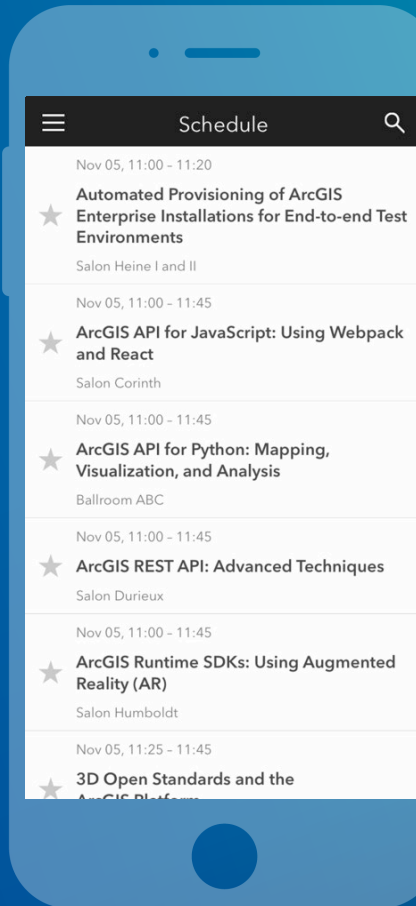 Schedule
Nov 05, 11:00 – 11:20
Automated Provisioning of ArcGIS
Enterprise Installations for End-to-end Test
Environments
Salon Heine I and II
Nov 05, 11:00 – 11:45
ArcGIS API for JavaScript: Using Webpack
and React
Salon Corinth
Nov 05, 11:00 – 11:45
ArcGIS API for Python: Mapping,
Visualization, and Analysis
Ballroom ABC
Nov 05, 11:00 – 11:45
ArcGIS REST API: Advanced Techniques
Salon Durieux
Nov 05, 11:00 – 11:45
ArcGIS Runtime SDKs: Using Augmented
Reality (AR)
Salon Humboldt
Nov 05, 11:25 – 11:45
3D Open Standards and the
ArcGIS Platform